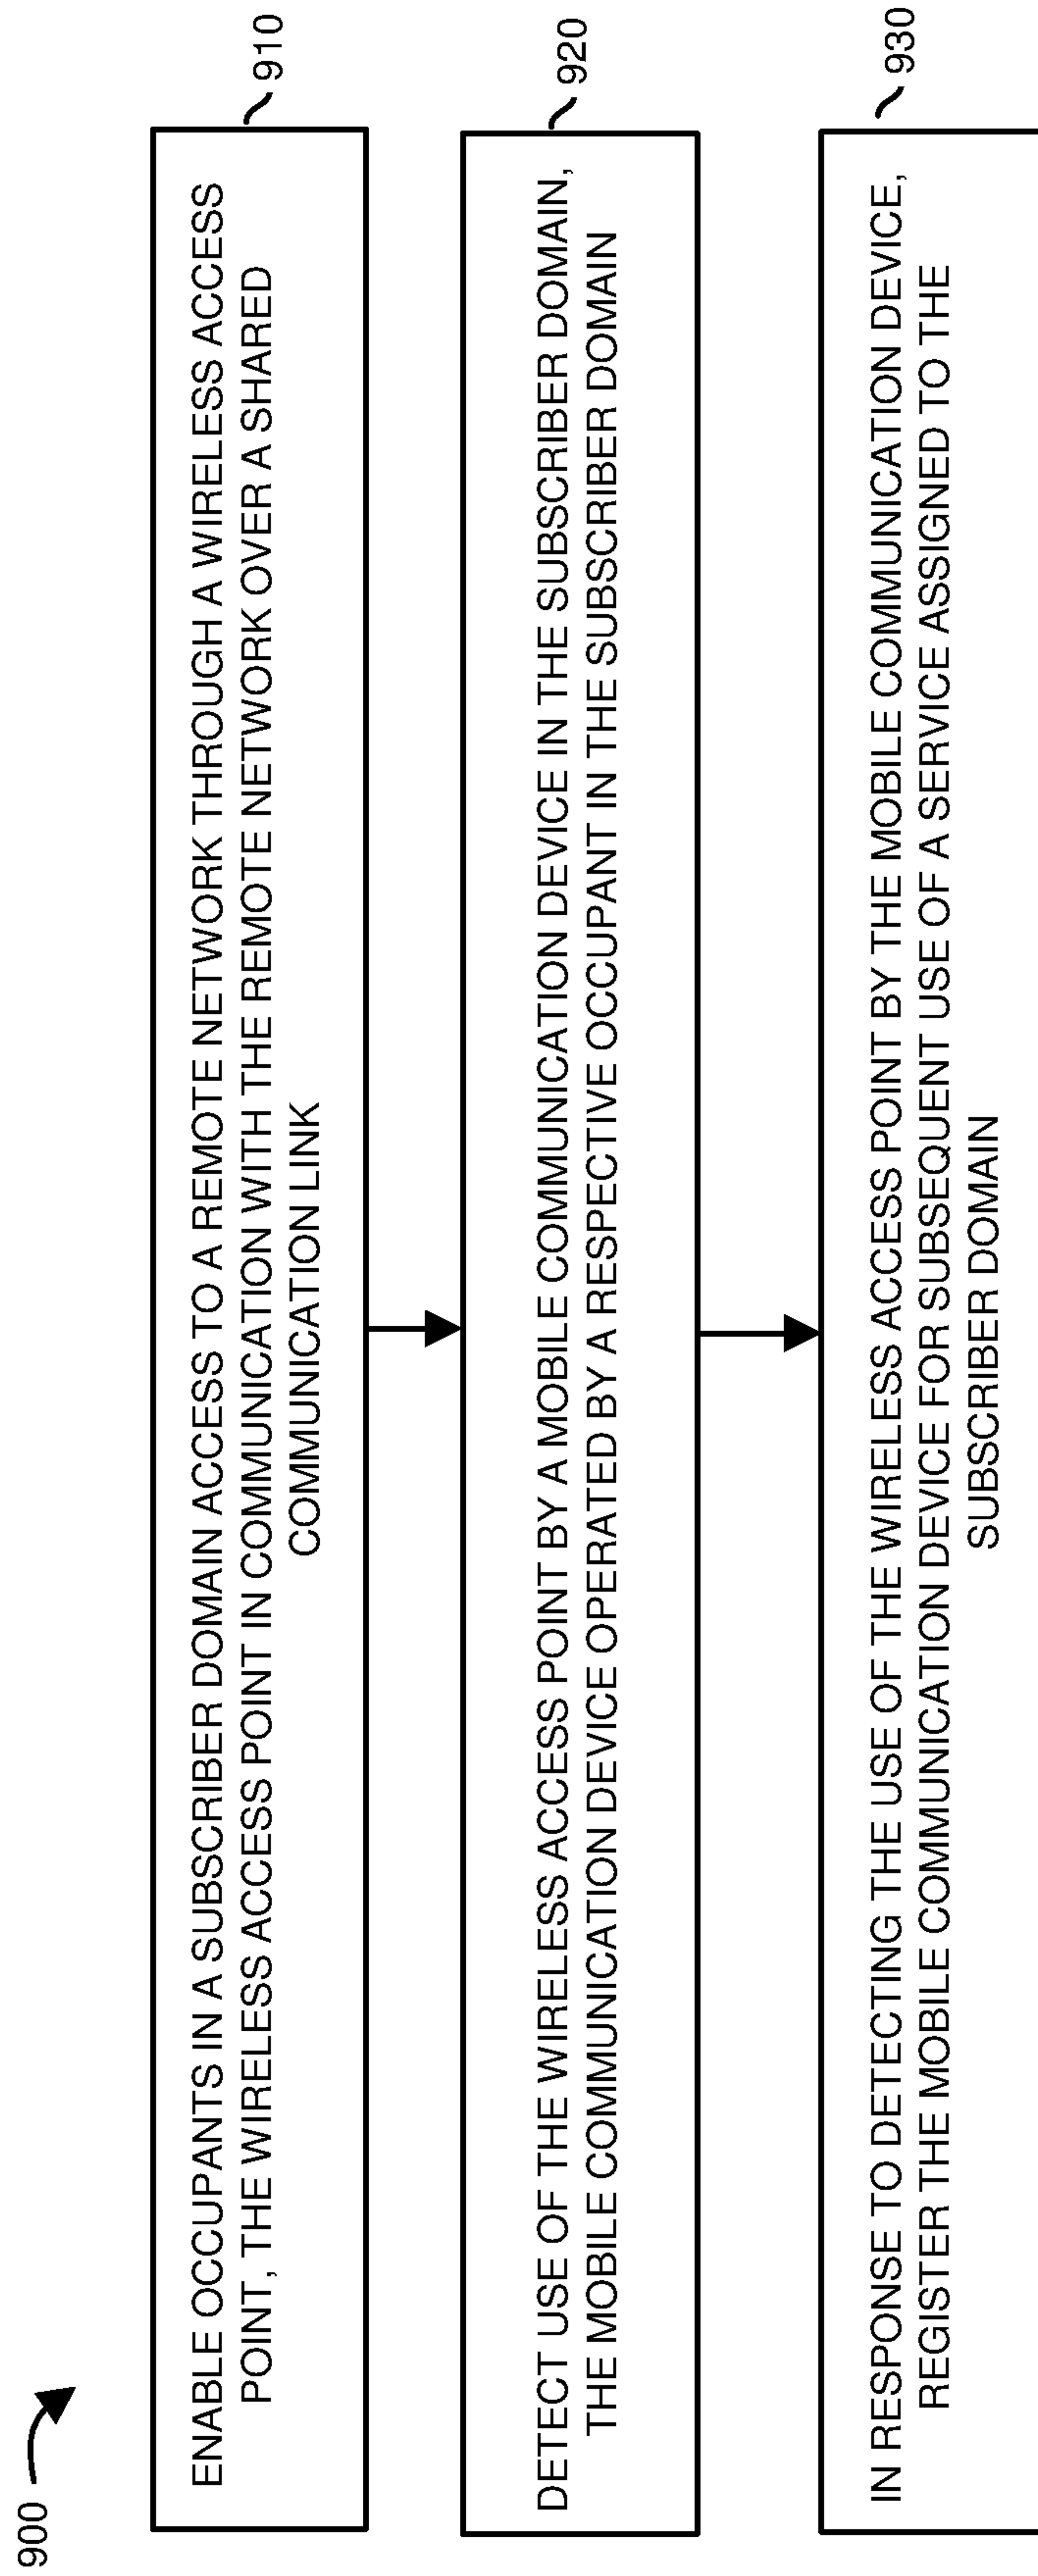 900
910
ENABLE OCCUPANTS IN A SUBSCRIBER DOMAIN ACCESS TO A REMOTE NETWORK THROUGH A WIRELESS ACCESS
POINT, THE WIRELESS ACCESS POINT IN COMMUNICATION WITH THE REMOTE NETWORK OVER A SHARED
COMMUNICATION LINK
920
DETECT USE OF THE WIRELESS ACCESS POINT BY A MOBILE COMMUNICATION DEVICE IN THE SUBSCRIBER DOMAIN,
THE MOBILE COMMUNICATION DEVICE OPERATED BY A RESPECTIVE OCCUPANT IN THE SUBSCRIBER DOMAIN
930
IN RESPONSE TO DETECTING THE USE OF THE WIRELESS ACCESS POINT BY THE MOBILE COMMUNICATION DEVICE,
REGISTER THE MOBILE COMMUNICATION DEVICE FOR SUBSEQUENT USE OF A SERVICE ASSIGNED TO THE
SUBSCRIBER DOMAIN